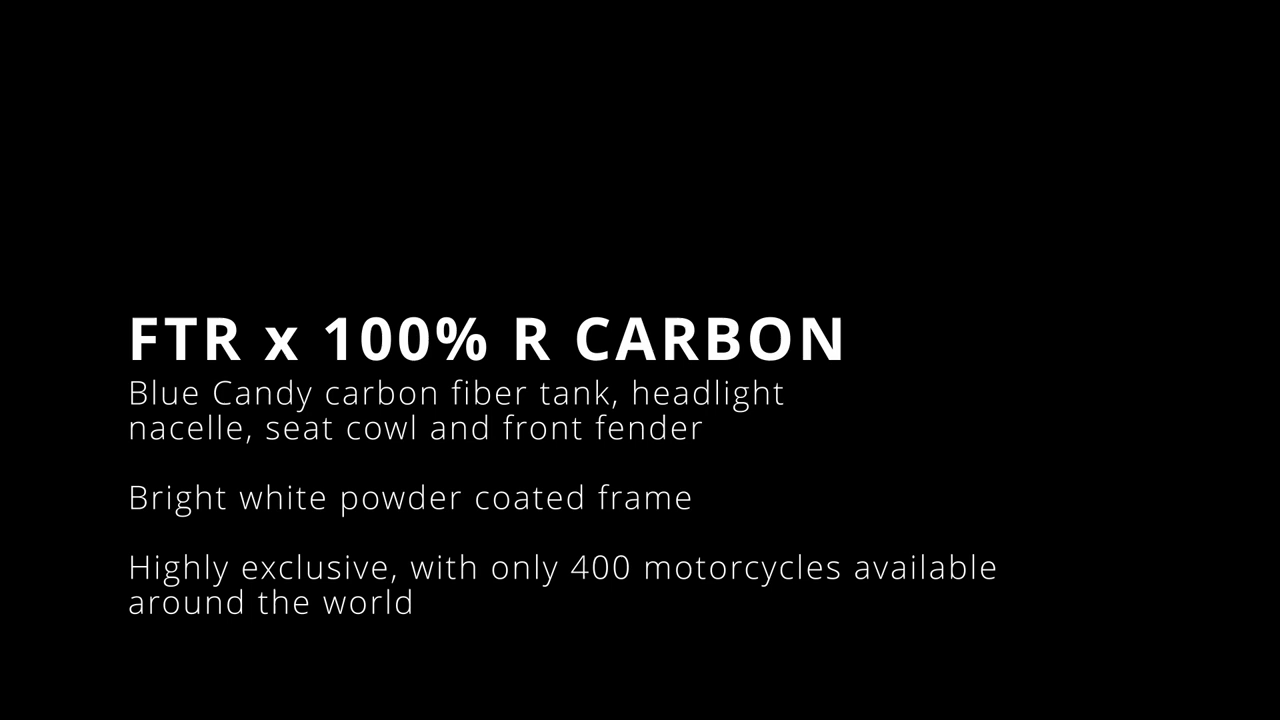 FTR x 100% R CARBON
Blue Candy carbon fiber tank, headlight
nacelle, seat cowl and front fender
Bright white powder coated frame
Highly exclusive, with only 400 motorcycles available
around the world